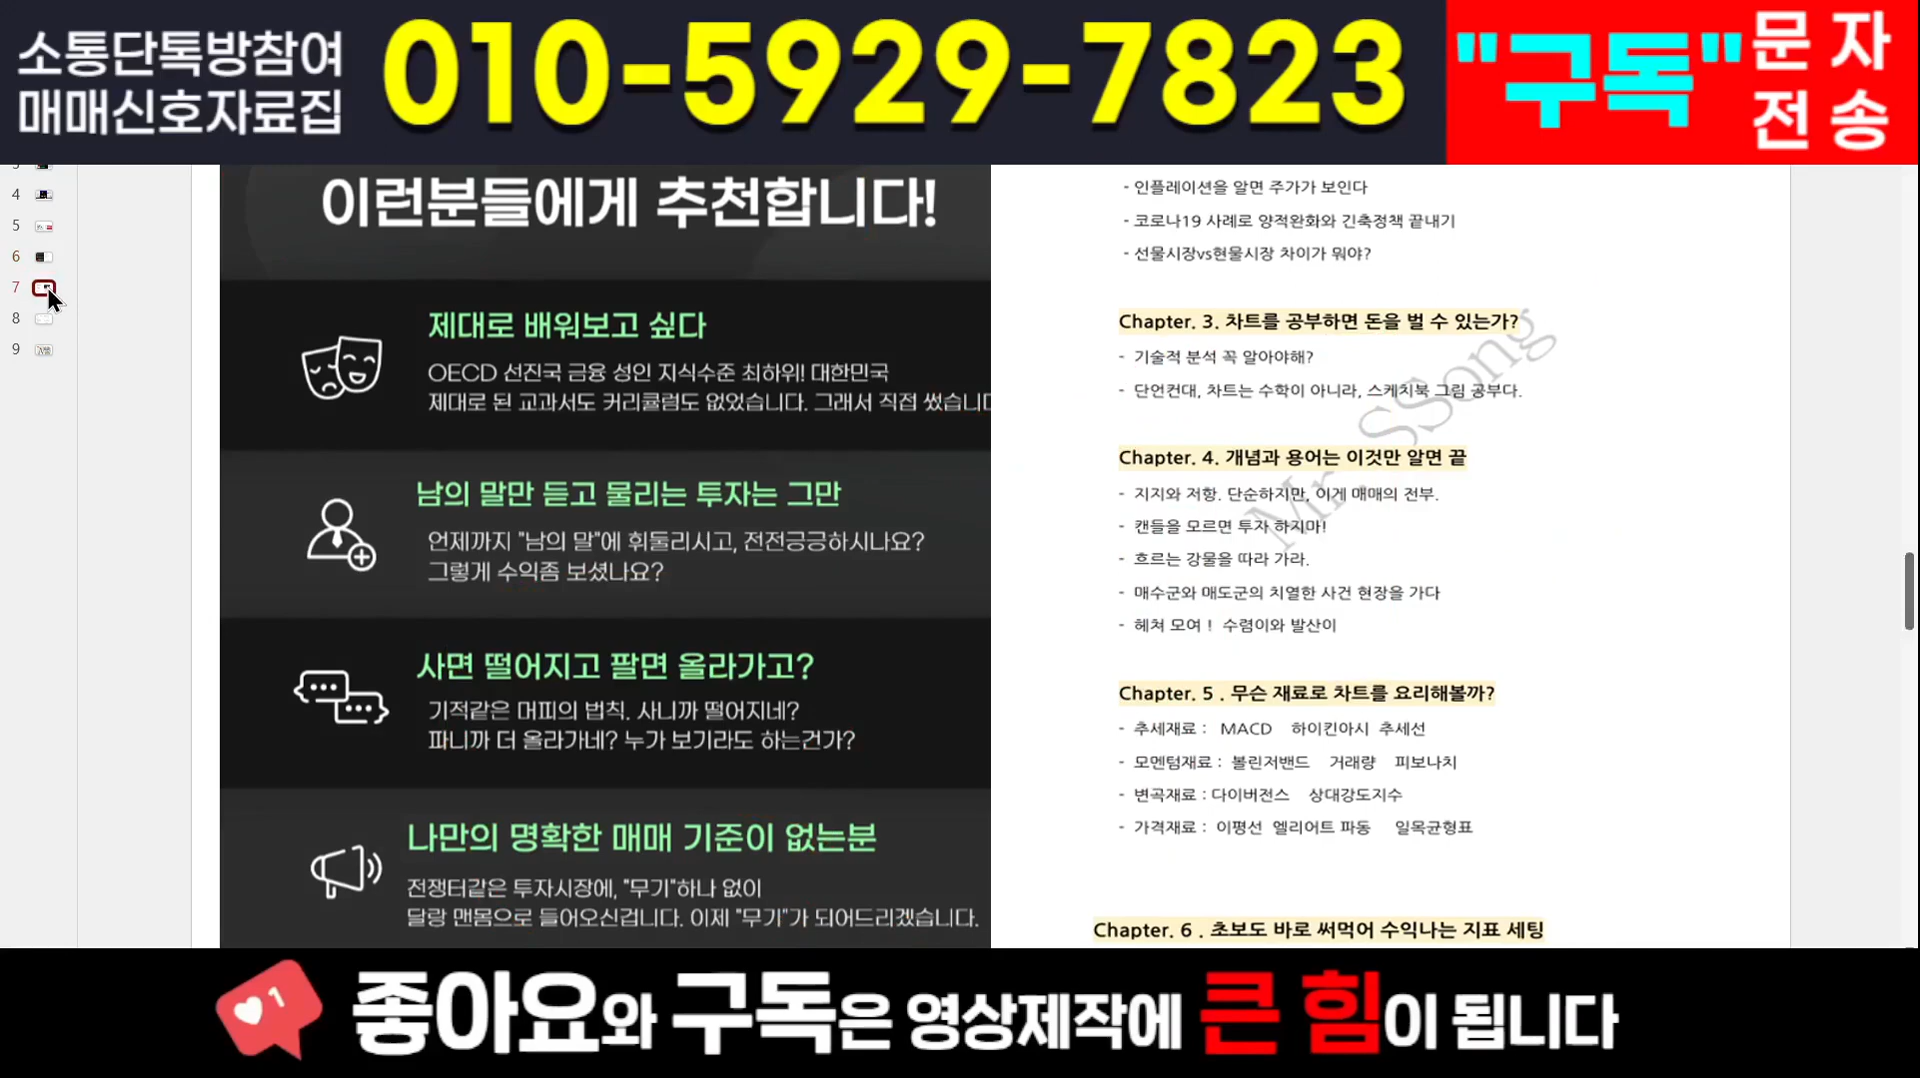 소통단톡방참여
매매신호자료집
010-5929-7823
"구독"
문자
전송
4
5
6
7
8
9
이런분들에게 추천합니다!
제대로 배워보고 싶다
OECD 선진국 금융 성인 지식수준 최하위! 대한민국
제대로 된 교과서도 커리큘럼도 없었습니다. 그래서 직접 썼습니다
남의 말만 듣고 물리는 투자는 그만
언제까지 "남의 말"에 휘둘리시고, 전전긍긍하시나요?
그렇게 수익좀 보셨나요?
사면 떨어지고 팔면 올라가고?
기적같은 머피의 법칙. 사니까 떨어지네?
파니까 더 올라가네? 누가 보기라도 하는건가?
나만의 명확한 매매 기준이 없는분
전쟁터같은 투자시장에, "무기"하나 없이
달랑 맨몸으로 들어오신겁니다. 이제 "무기"가 되어드리겠습니다.
- 인플레이션을 알면 주가가 보인다
- 코로나19 사례로 양적완화와 긴축정책 끝내기
- 선물시장vs현물시장 차이가 뭐야?
Chapter. 3. 차트를 공부하면 돈을 벌 수 있는가?
- 기술적 분석 꼭 알아야해?
- 단언컨대, 차트는 수학이 아니라, 스케치북 그림 공부다.
Chapter. 4. 개념과 용어는 이것만 알면 끝
- 지지와 저항. 단순하지만, 이게 매매의 전부.
- 캔들을 모르면 투자 하지마!
- 흐르는 강물을 따라 가라.
- 매수군와 매도군의 치열한 사건 현장을 가다
- 헤쳐 모여 ! 수렴이와 발산이
Chapter. 5 . 무슨 재료로 차트를 요리해볼까?
- 추세재료 : MACD 하이킨아시 추세선
- 모멘텀재료 : 볼린저밴드 거래량 피보나치
- 변곡재료 : 다이버전스 상대강도지수
- 가격재료 : 이평선 엘리어트 파동 일목균형표
Chapter. 6 . 초보도 바로 써먹어 수익나는 지표 세팅
Mr. SSong
1
좋아요와 구독은 영상제작에 큰 힘이 됩니다